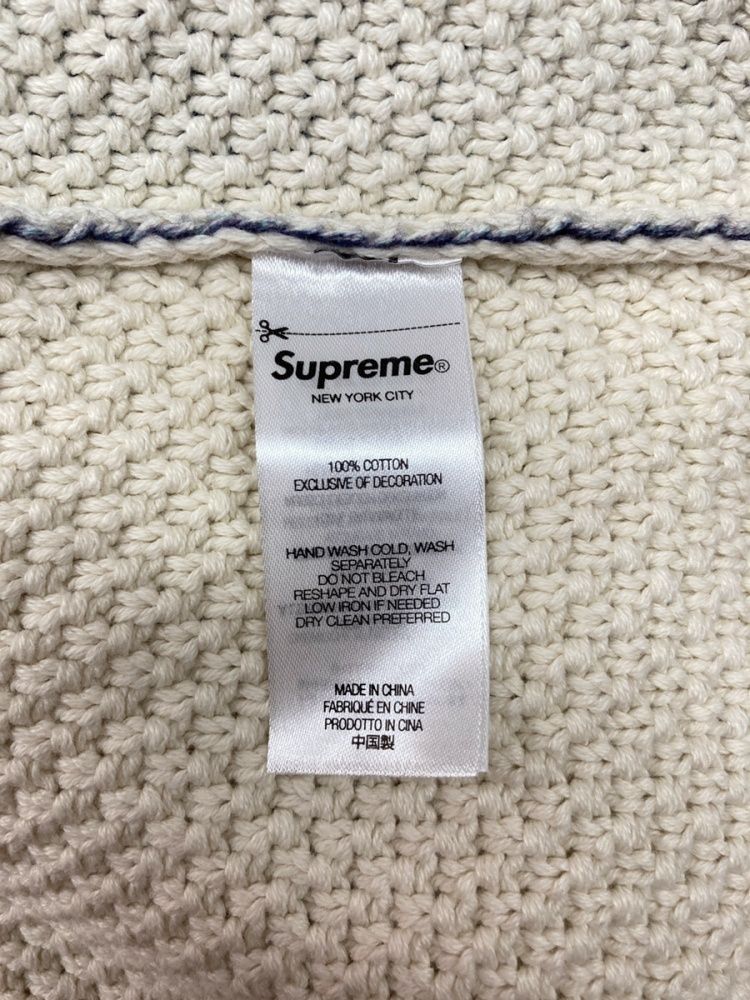 Supreme®
NEW YORK CITY
100% COTTON
EXCLUSIVE OF DECORATION
HAND WASH COLD, WASH
SEPARATELY
DO NOT BLEACH
RESHAPE AND DRY FLAT
LOW IRON IF NEEDED
DRY CLEAN PREFERRED
MADE IN CHINA
FABRIQUÉ EN CHINE
PRODOTTO IN CINA
中国製